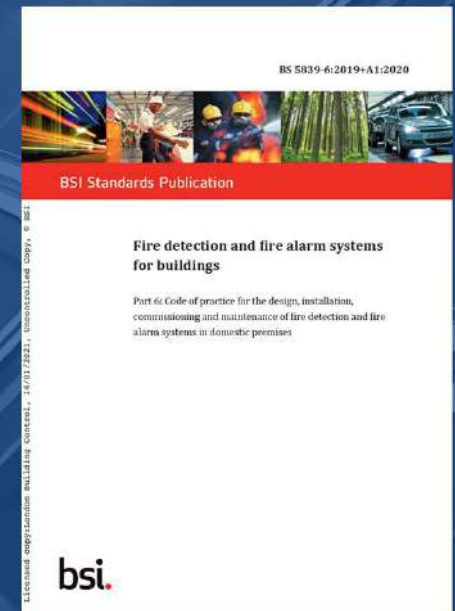 BS 5839-6:2019+A1:2020
BSI Standards Publication
Fire detection and fire alarm systems
for buildings
Part 6: Code of practice for the design, installation,
commissioning and maintenance of fire detection and fire
alarm systems in domestic premises
Licensed copy:London Building Control, 14/01/2021, Uncontrolled Copy, © BSI
bsi.